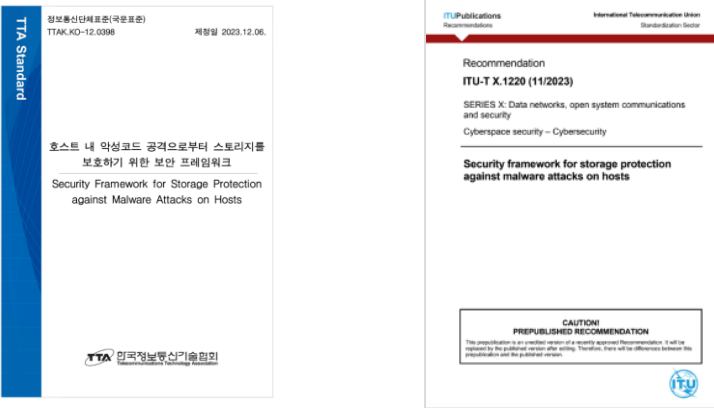 TTA Standard
정보통신단체표준(국문표준)
TTAK.KO-12.0398 제정일 2023.12.06.
호스트 내 악성코드 공격으로부터 스토리지를
보호하기 위한 보안 프레임워크
Security Framework for Storage Protection
against Malware Attacks on Hosts
TTA 한국정보통신기술협회
Telecommunications Technology Association
ITUPublications International Telecommunication Union
Recommendations Standardization Sector
Recommendation
ITU-T X.1220 (11/2023)
SERIES X: Data networks, open system communications
and security
Cyberspace security – Cybersecurity
Security framework for storage protection
against malware attacks on hosts
CAUTION!
PREPUBLISHED RECOMMENDATION
This prepublication is an unedited version of a recently approved Recommendation. It will be
replaced by the published version after editing. Therefore, there will be differences between this
prepublication and the published version.
ITU